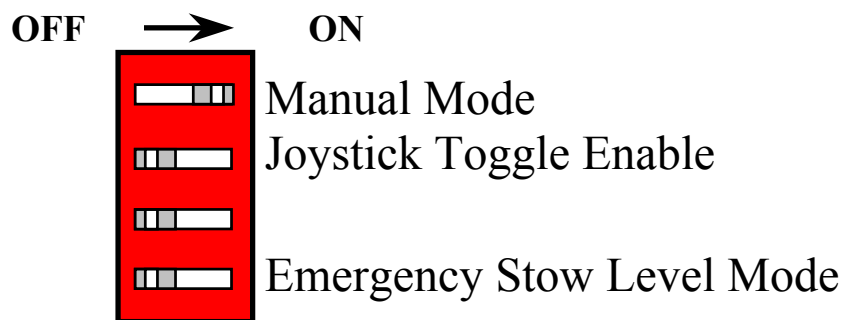 OFF ON
Manual Mode
Joystick Toggle Enable
Emergency Stow Level Mode